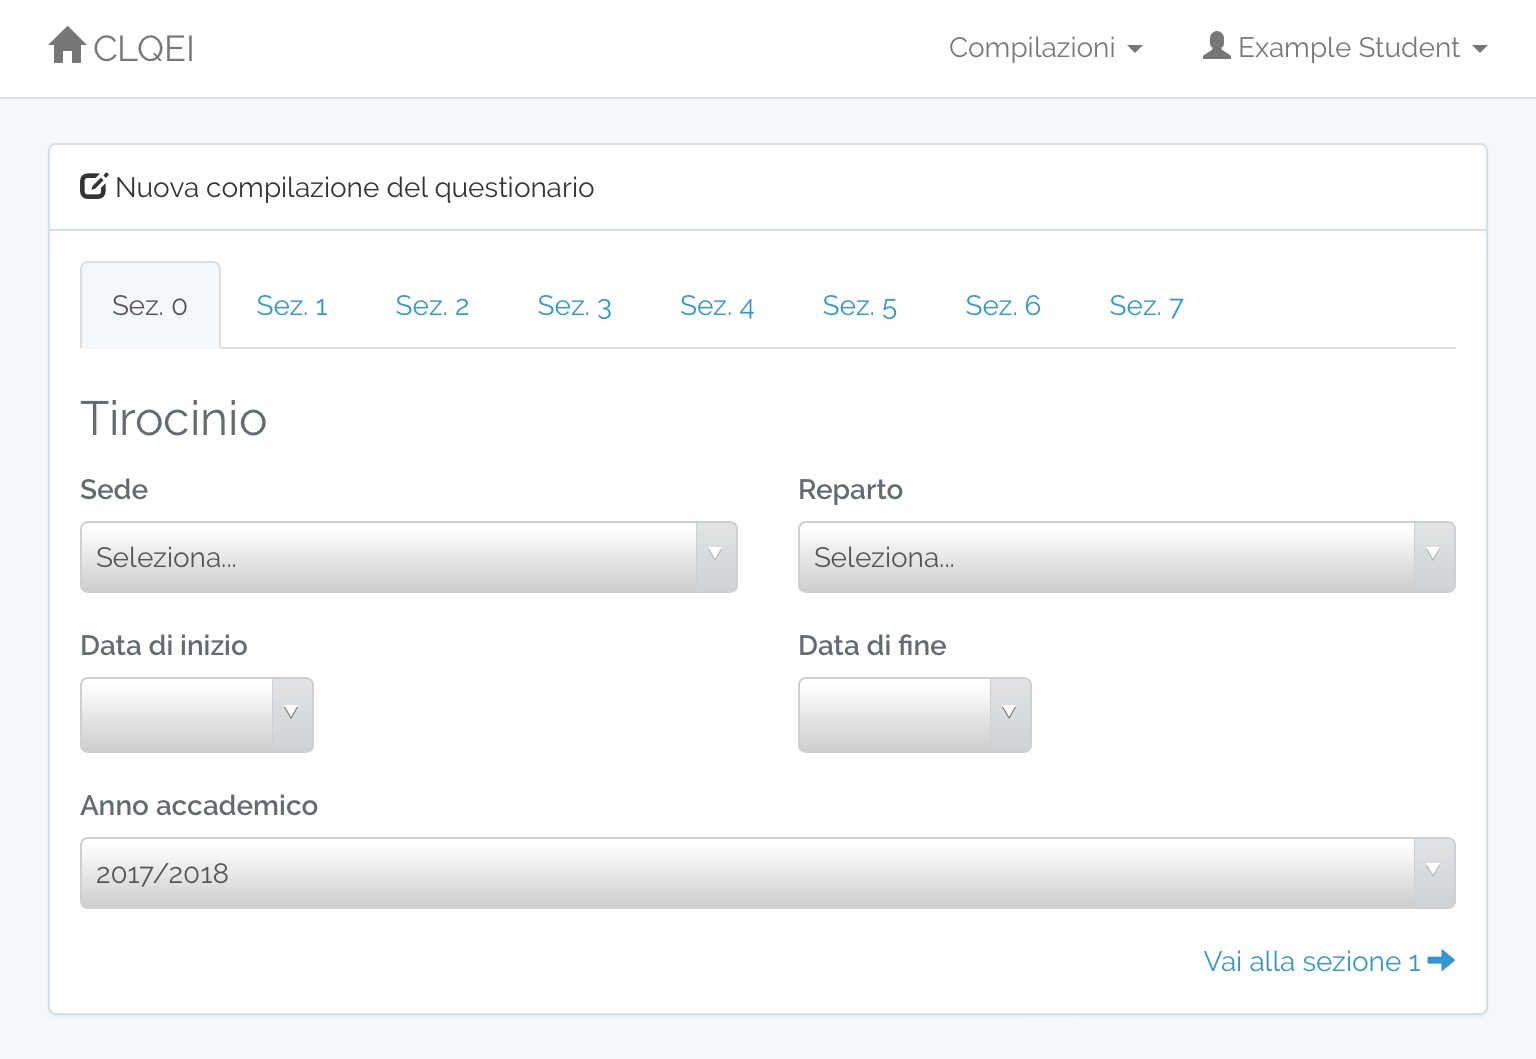 CLQEI Compilazioni Example Student
Nuova compilazione del questionario
Sez. 0 Sez. 1 Sez. 2 Sez. 3 Sez. 4 Sez. 5 Sez. 6 Sez. 7
Tirocinio
Sede Reparto
Seleziona... Seleziona...
Data di inizio Data di fine
Anno accademico
2017/2018
Vai alla sezione 1